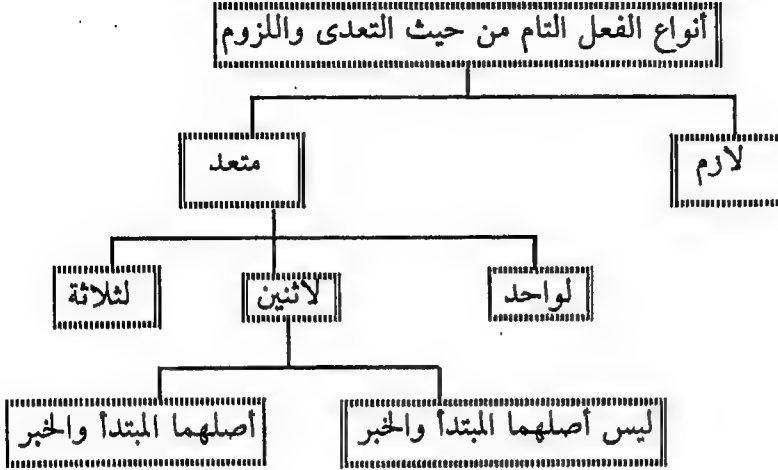 أنواع الفعل التام من حيث التعدى واللزوم
لازم
متعد
لواحد
لاثنين
لثلاثة
ليس أصلهما المبتدأ والخبر
أصلهما المبتدأ والخبر